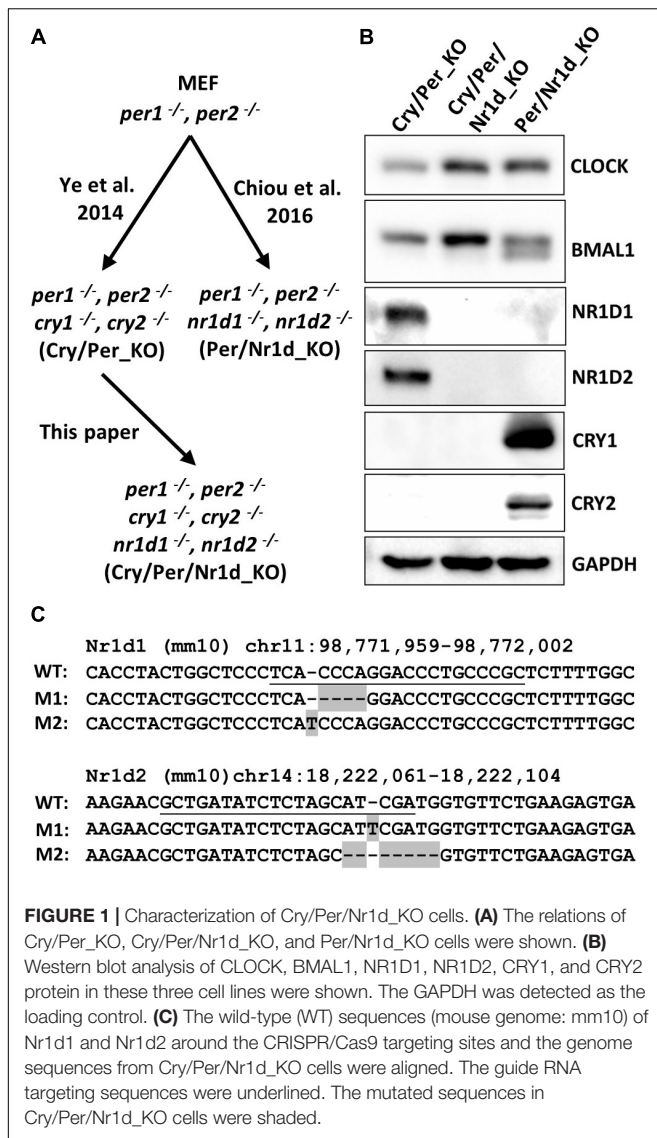 A
MEF
per1 -/-, per2 -/-
Ye et al.
2014
Chiou et al.
2016
per1 -/-, per2 -/-
cry1 -/-, cry2 -/-
(Cry/Per_KO)
per1 -/-, per2 -/-
nr1d1 -/-, nr1d2 -/-
(Per/Nr1d_KO)
This paper
per1 -/-, per2 -/-
cry1 -/-, cry2 -/-
nr1d1 -/-, nr1d2 -/-
(Cry/Per/Nr1d_KO)
B
Cry/Per_KO
Cry/Per/
Nr1d_KO
Per/Nr1d_KO
CLOCK
BMAL1
NR1D1
NR1D2
CRY1
CRY2
GAPDH
C
Nr1d1 (mm10) chr11:98,771,959-98,772,002
WT: CACCTACTGGCTCCCTCA-CCCAGGACCCTGCCCGCTCTTTTGGC
M1: CACCTACTGGCTCCCTCA-----GGACCCTGCCCGCTCTTTTGGC
M2: CACCTACTGGCTCCCTCATCCCAGGACCCTGCCCGCTCTTTTGGC
Nr1d2 (mm10)chr14:18,222,061-18,222,104
WT: AAGAACGCTGATATCTCTAGCAT-CGATGGTGTTCTGAAGAGTGA
M1: AAGAACGCTGATATCTCTAGCATTCGATGGTGTTCTGAAGAGTGA
M2: AAGAACGCTGATATCTCTAGC--------GTGTTCTGAAGAGTGA
FIGURE 1 | Characterization of Cry/Per/Nr1d_KO cells. (A) The relations of
Cry/Per_KO, Cry/Per/Nr1d_KO, and Per/Nr1d_KO cells were shown. (B)
Western blot analysis of CLOCK, BMAL1, NR1D1, NR1D2, CRY1, and CRY2
protein in these three cell lines were shown. The GAPDH was detected as the
loading control. (C) The wild-type (WT) sequences (mouse genome: mm10) of
Nr1d1 and Nr1d2 around the CRISPR/Cas9 targeting sites and the genome
sequences from Cry/Per/Nr1d_KO cells were aligned. The guide RNA
targeting sequences were underlined. The mutated sequences in
Cry/Per/Nr1d_KO cells were shaded.